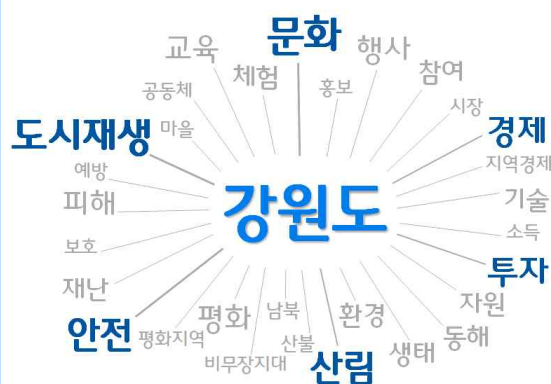 문화
교육
행사
체험
참여
공동체
홍보
시장
도시재생
마을
경제
예방
지역경제
피해
강원도
기술
보호
소득
재난
투자
자원
안전
평화지역
평화
남북
환경
동해
비무장지대
산불
산림
생태